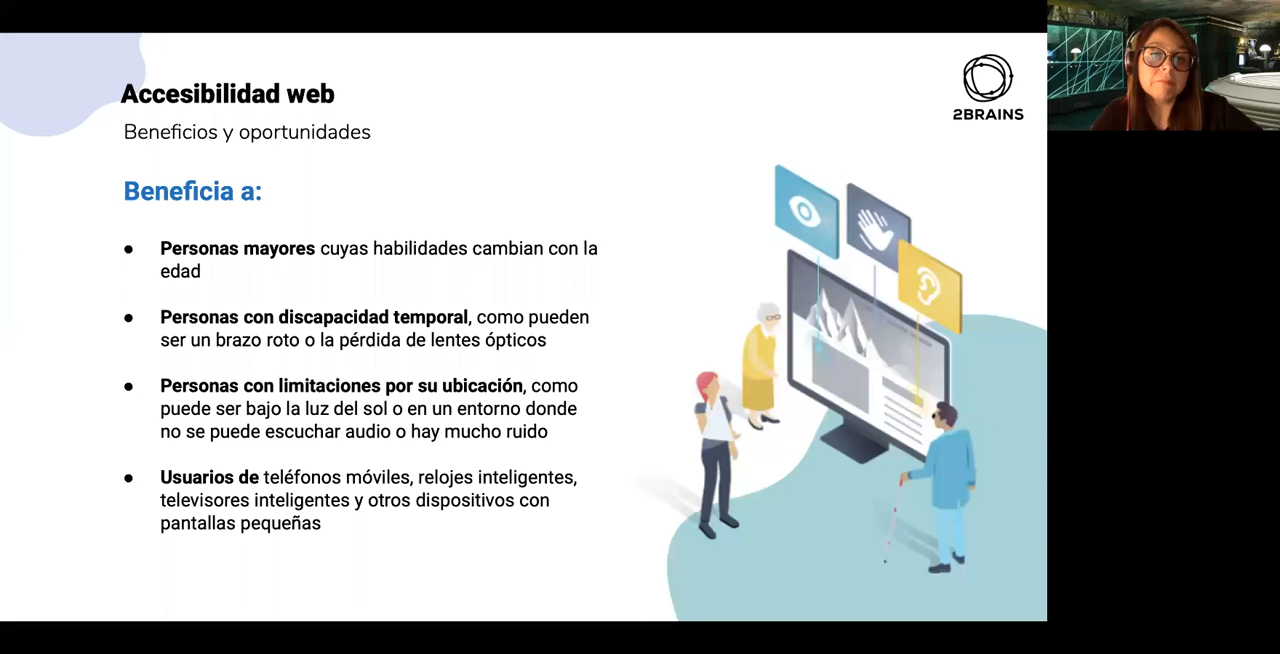 Accesibilidad web
Beneficios y oportunidades
2BRAINS
Beneficia a:
● Personas mayores cuyas habilidades cambian con la
edad
● Personas con discapacidad temporal, como pueden
ser un brazo roto o la pérdida de lentes ópticos
● Personas con limitaciones por su ubicación, como
puede ser bajo la luz del sol o en un entorno donde
no se puede escuchar audio o hay mucho ruido
● Usuarios de teléfonos móviles, relojes inteligentes,
televisores inteligentes y otros dispositivos con
pantallas pequeñas